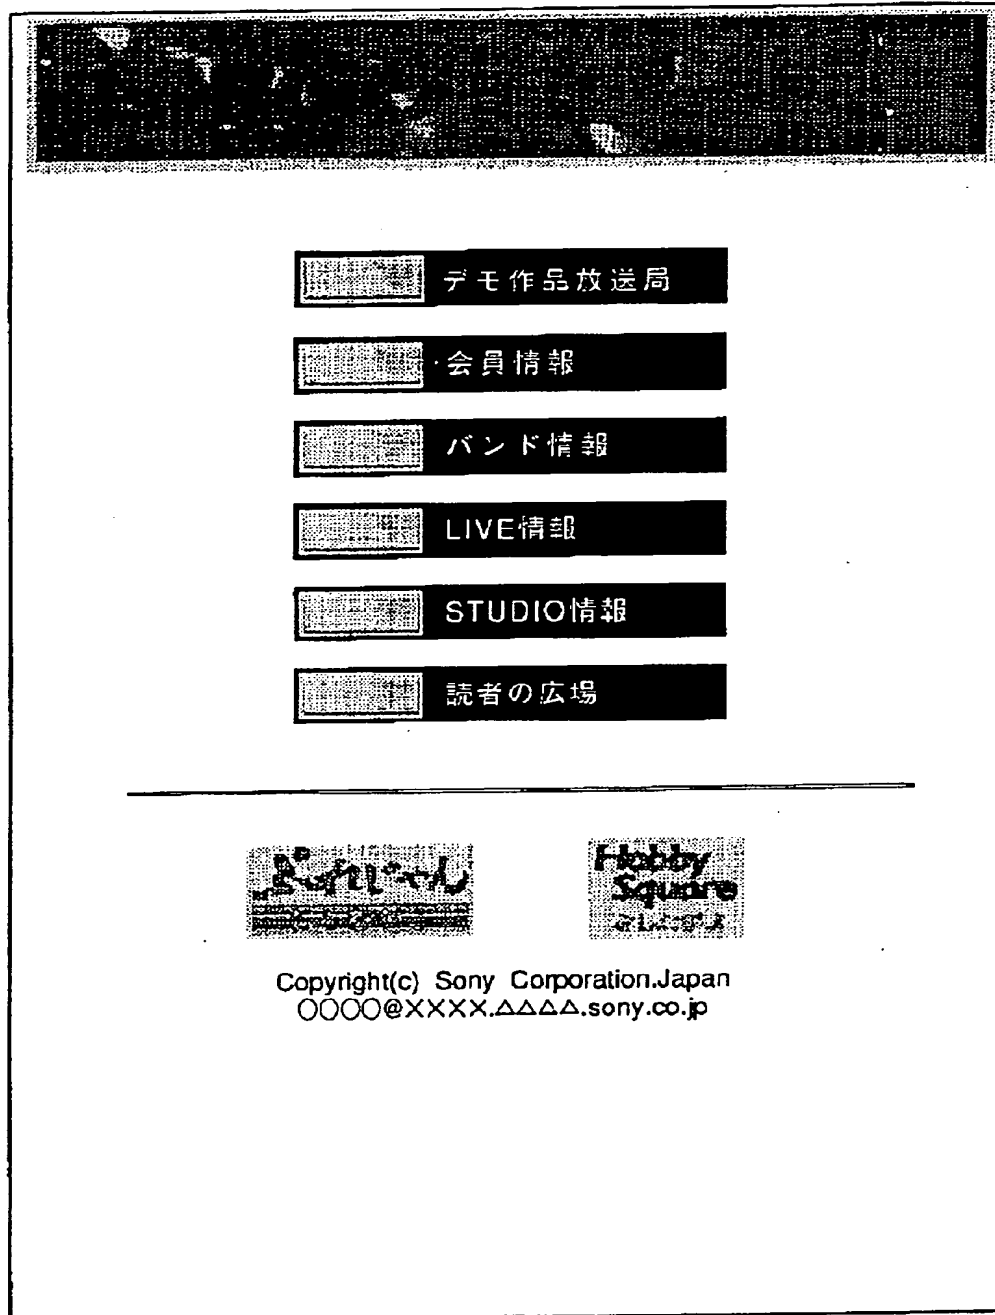 デモ作品放送局
会員情報
バンド情報
LIVE情報
STUDIO情報
読者の広場
Hobby
Square
Copyright(c) Sony Corporation.Japan
○○○○@××××.△△△△.sony.co.jp